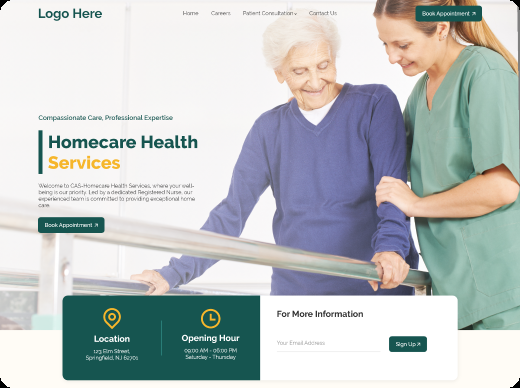 Logo Here
Home Careers Patient Consultation Contact Us Book Appointment
Compassionate Care, Professional Expertise
Homecare Health
Services
Welcome to CAS-Homecare Health Services, where your well-
being is our priority. Led by a dedicated Registered Nurse, our
experienced team is committed to providing exceptional home
care.
Book Appointment
Location
123 Elm Street,
Springfield, NJ 62701
Opening Hour
09:00 AM - 06:00 PM
Saturday - Thursday
For More Information
Your Email Address
Sign Up